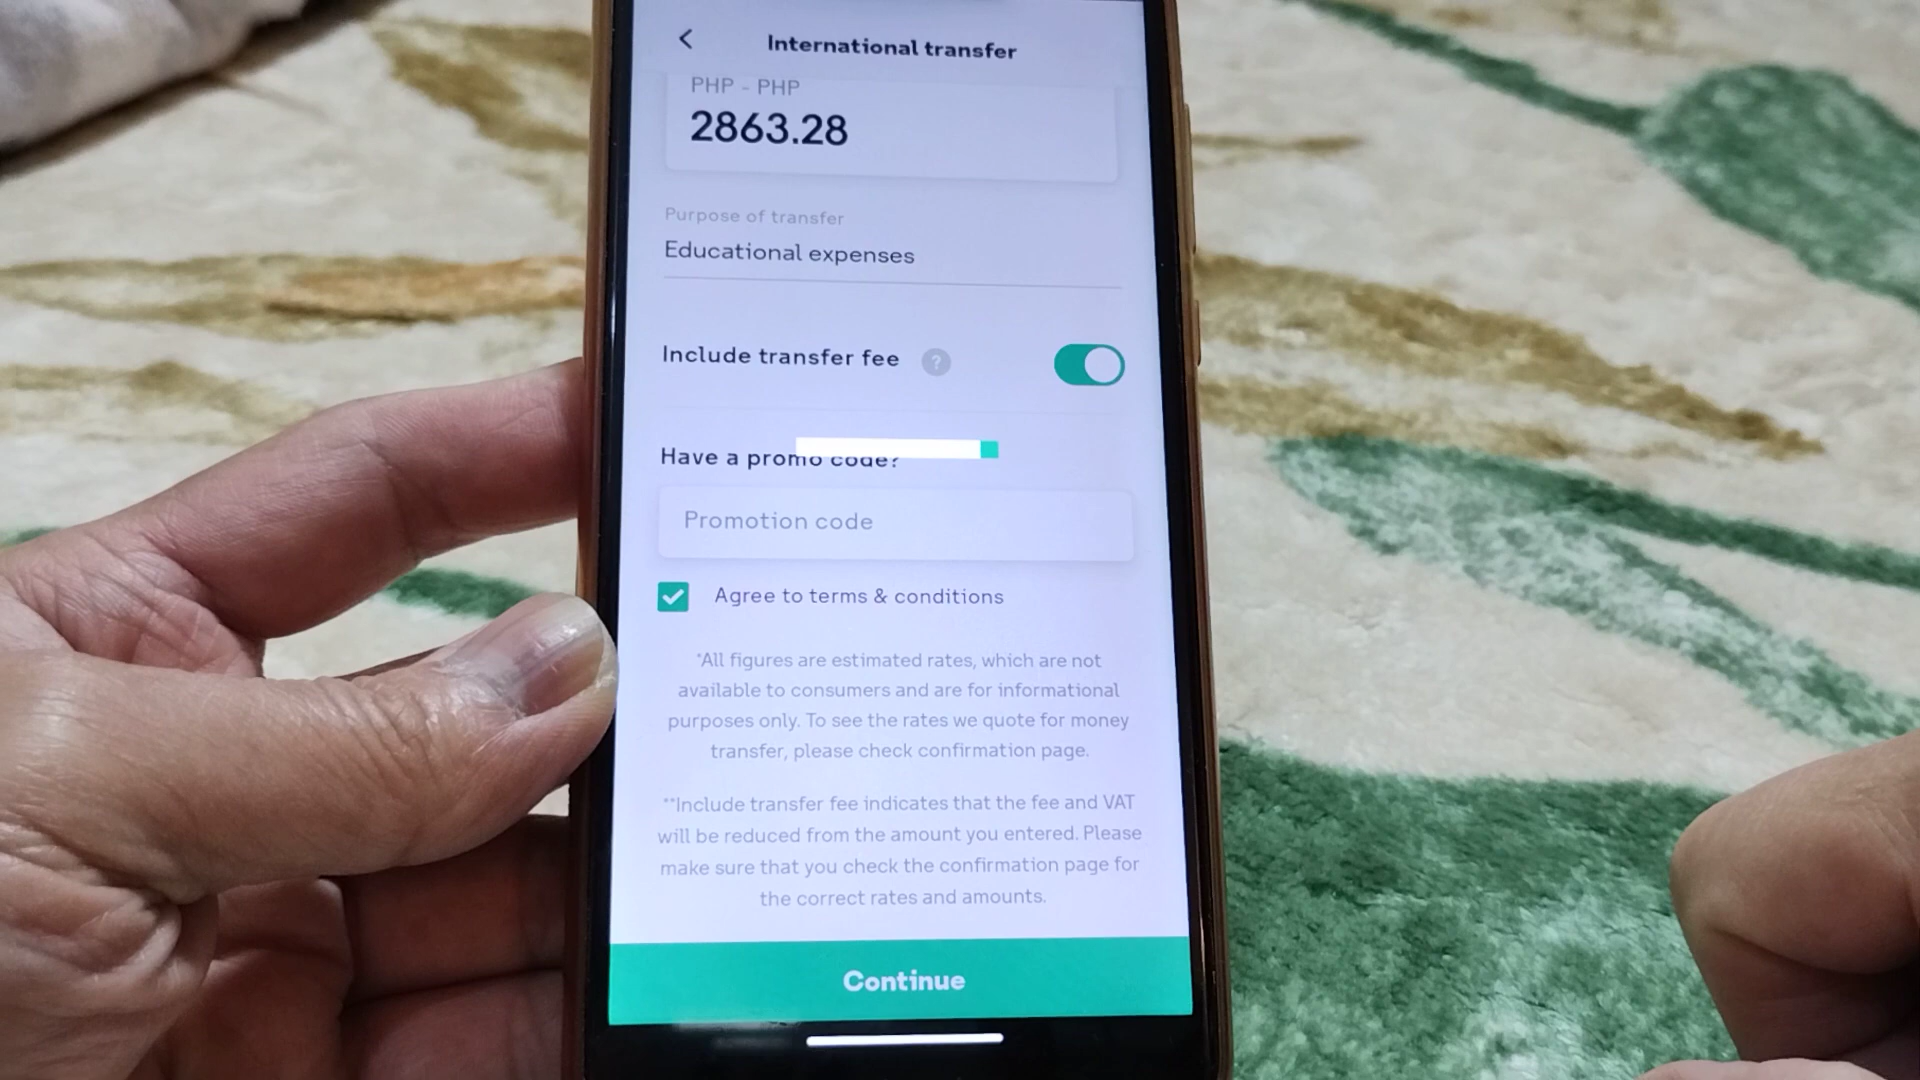 International transfer
PHP - PHP
2863.28
Purpose of transfer
Educational expenses
Include transfer fee ?
Have a promo code?
Promotion code
Agree to terms & conditions
*All figures are estimated rates, which are not
available to consumers and are for informational
purposes only. To see the rates we quote for money
transfer, please check confirmation page.
**Include transfer fee indicates that the fee and VAT
will be reduced from the amount you entered. Please
make sure that you check the confirmation page for
the correct rates and amounts.
Continue